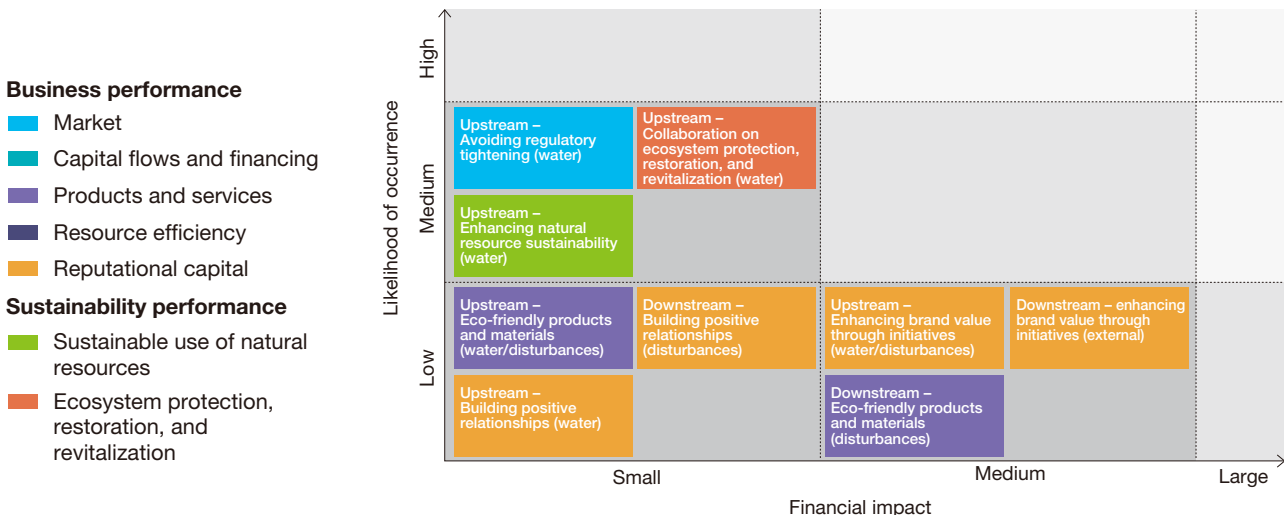 Business performance
Market
Capital flows and financing
Products and services
Resource efficiency
Reputational capital
Sustainability performance
Sustainable use of natural
resources
Ecosystem protection,
restoration, and
revitalization
Likelihood of occurrence
High
Medium
Low
Upstream –
Avoiding regulatory
tightening (water)
Upstream –
Collaboration on
ecosystem protection,
restoration, and
revitalization (water)
Upstream –
Enhancing natural
resource sustainability
(water)
Upstream –
Eco-friendly products
and materials
(water/disturbances)
Downstream –
Building positive
relationships
(disturbances)
Upstream –
Enhancing brand value
through initiatives
(water/disturbances)
Downstream – enhancing
brand value through
initiatives (external)
Upstream –
Building positive
relationships (water)
Downstream –
Eco-friendly products
and materials
(disturbances)
Small
Medium
Large
Financial impact